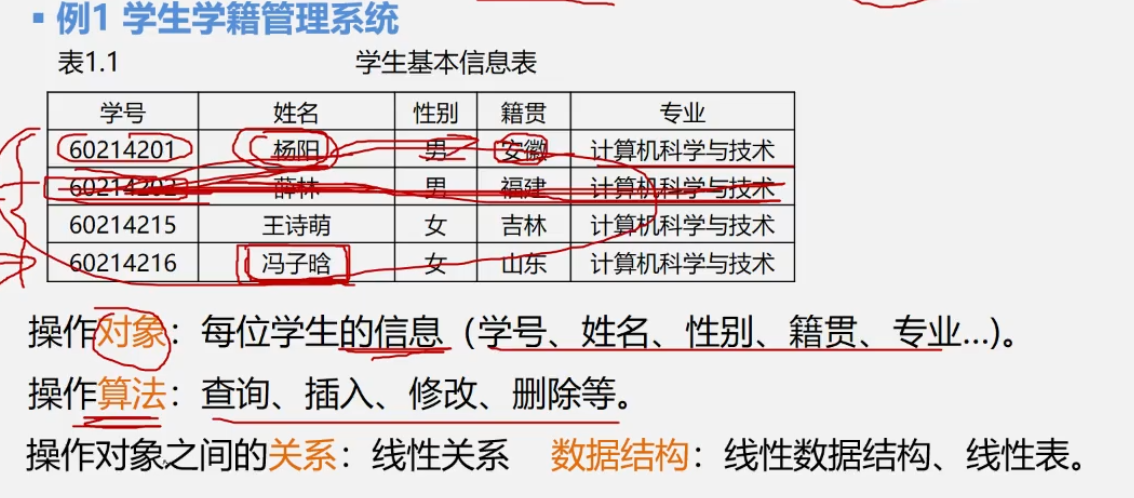 例1 学生学籍管理系统
表1.1 学生基本信息表
学号 姓名 性别 籍贯 专业
60214201 杨阳 男 安徽 计算机科学与技术
60214202 薛林 男 福建 计算机科学与技术
60214215 王诗萌 女 吉林 计算机科学与技术
60214216 冯子晗 女 山东 计算机科学与技术
操作对象：每位学生的信息（学号、姓名、性别、籍贯、专业…）。
操作算法：查询、插入、修改、删除等。
操作对象之间的关系：线性关系 数据结构：线性数据结构、线性表。